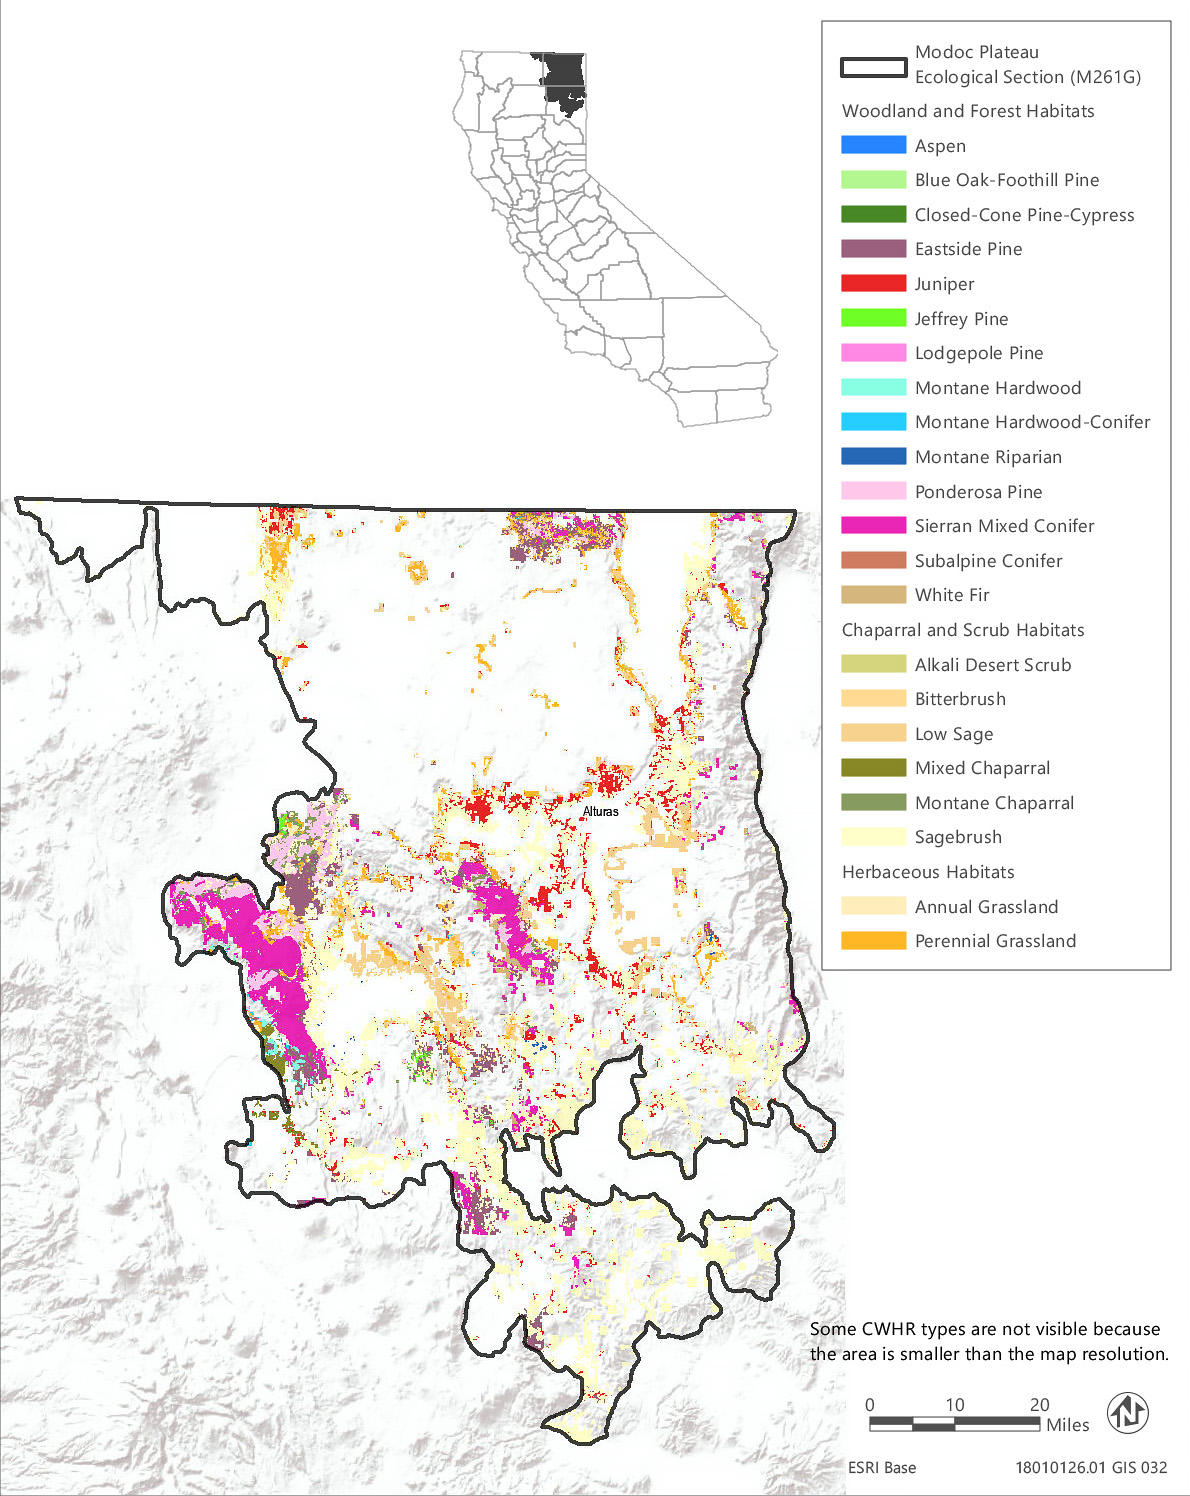 Modoc Plateau
Ecological Section (M261G)
Woodland and Forest Habitats
Aspen
Blue Oak-Foothill Pine
Closed-Cone Pine-Cypress
Eastside Pine
Juniper
Jeffrey Pine
Lodgepole Pine
Montane Hardwood
Montane Hardwood-Conifer
Montane Riparian
Ponderosa Pine
Sierran Mixed Conifer
Subalpine Conifer
White Fir
Chaparral and Scrub Habitats
Alkali Desert Scrub
Bitterbrush
Low Sage
Mixed Chaparral
Montane Chaparral
Sagebrush
Herbaceous Habitats
Annual Grassland
Perennial Grassland
Alturas
Some CWHR types are not visible because
the area is smaller than the map resolution.
0 10 20
Miles
N
ESRI Base 18010126.01 GIS 032